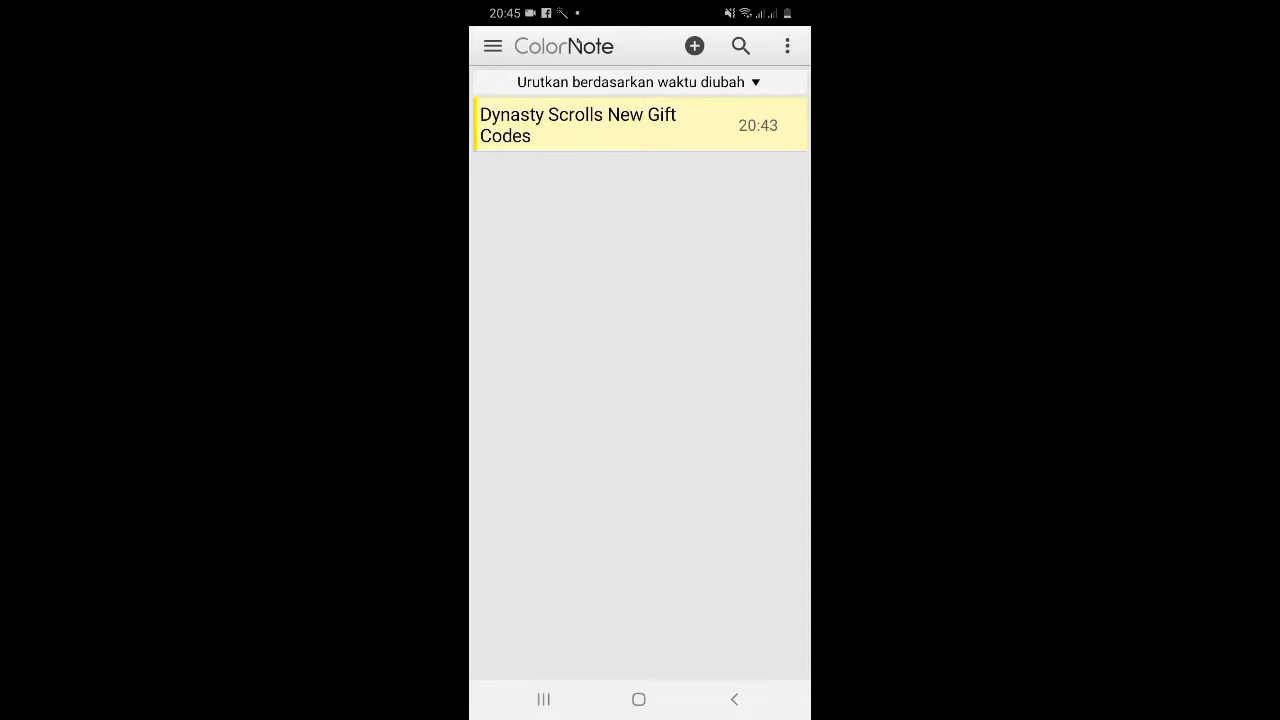 20:45
ColorNote
Urutkan berdasarkan waktu diubah
Dynasty Scrolls New Gift
Codes
20:43